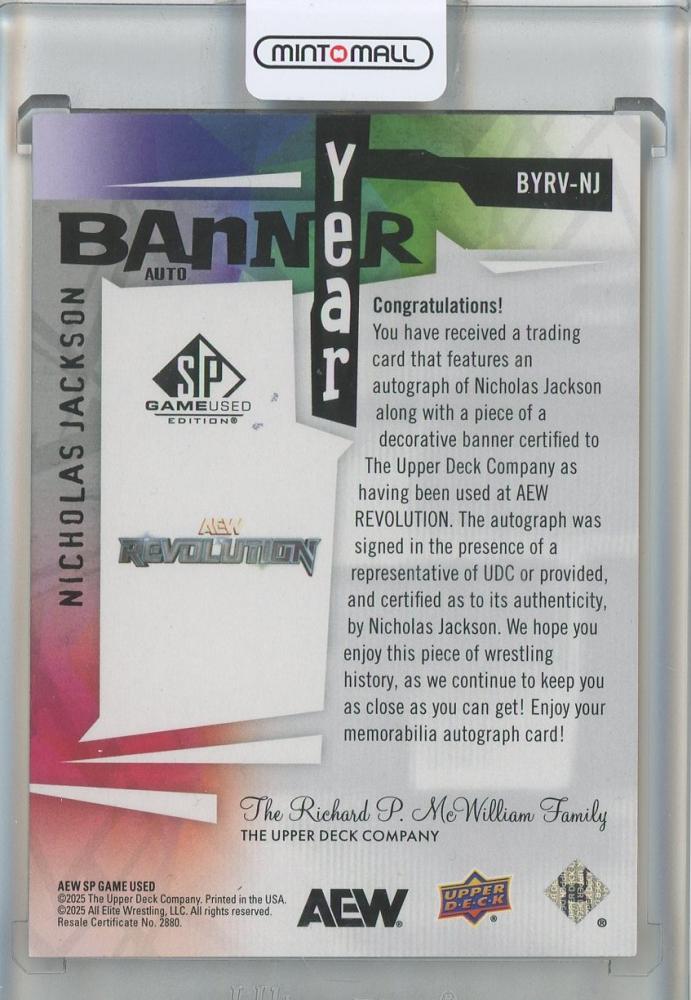 MINTMALL
Year
BYRV-NJ
BAnNER
AUTO
NICHOLAS JACKSON
SP
GAMEUSED
EDITION®
AEW
REVOLUTION
Congratulations!
You have received a trading
card that features an
autograph of Nicholas Jackson
along with a piece of a
decorative banner certified to
The Upper Deck Company as
having been used at AEW
REVOLUTION. The autograph was
signed in the presence of a
representative of UDC or provided,
and certified as to its authenticity,
by Nicholas Jackson. We hope you
enjoy this piece of wrestling
history, as we continue to keep you
as close as you can get! Enjoy your
memorabilia autograph card!
The Richard P. McWilliam Family
THE UPPER DECK COMPANY
AEW SP GAME USED
©2025 The Upper Deck Company. Printed in the USA.
©2025 All Elite Wrestling, LLC. All rights reserved.
Resale Certificate No. 2880.
AEW®
UPPER
D·E·C·K
®
®